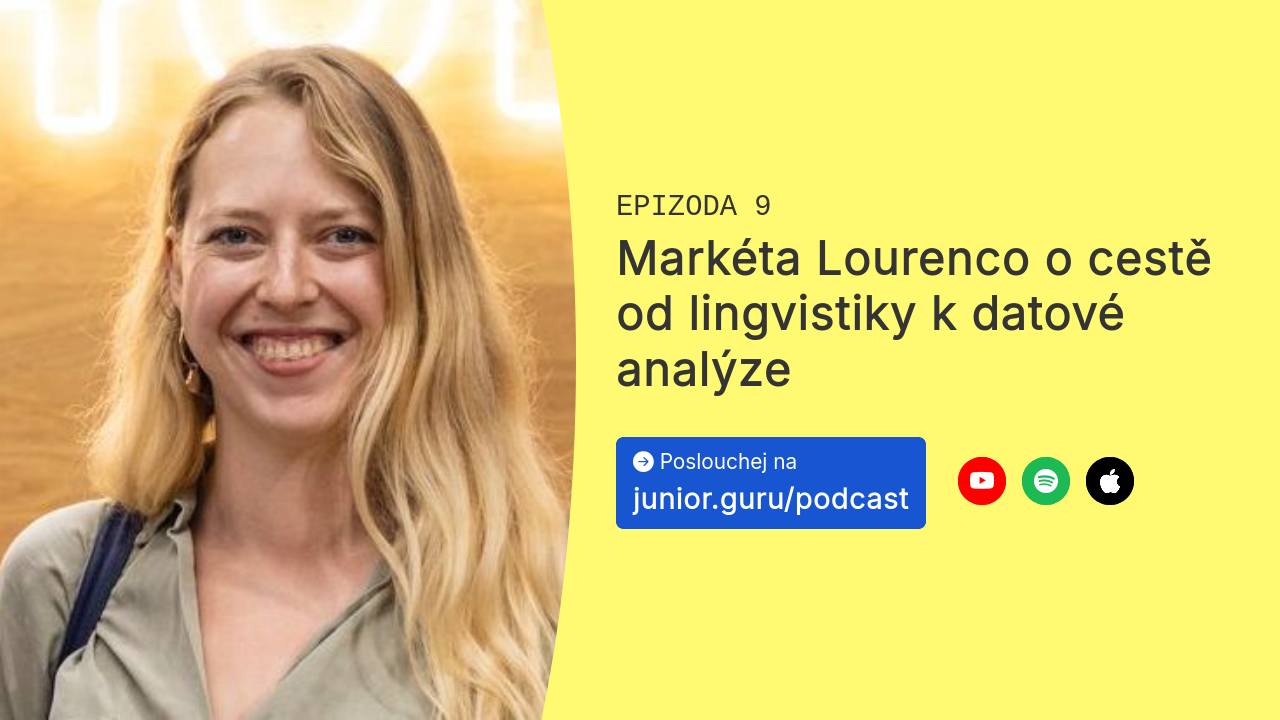 EPIZODA 9
Markéta Lourenco o cestě
od lingvistiky k datové
analýze
Poslouchej na
junior.guru/podcast